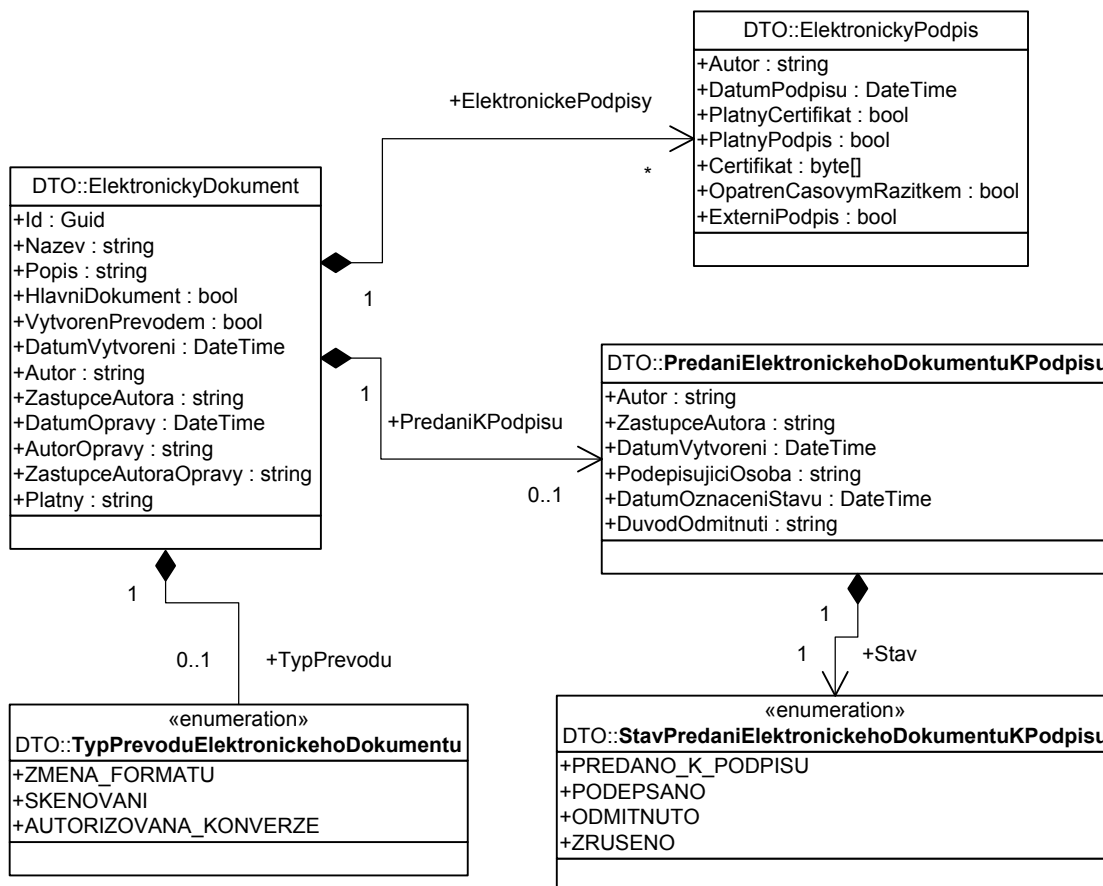 DTO::ElektronickyPodpis
+Autor : string
+DatumPodpisu : DateTime
+PlatnyCertifikat : bool
+PlatnyPodpis : bool
+Certifikat : byte[]
+OpatrenCasovymRazitkem : bool
+ExterniPodpis : bool
+ElektronickePodpisy
*
1
DTO::ElektronickyDokument
+Id : Guid
+Nazev : string
+Popis : string
+HlavniDokument : bool
+VytvorenPrevodem : bool
+DatumVytvoreni : DateTime
+Autor : string
+ZastupceAutora : string
+DatumOpravy : DateTime
+AutorOpravy : string
+ZastupceAutoraOpravy : string
+Platny : string
1
+PredaniKPodpisu
0..1
DTO::PredaniElektronickehoDokumentuKPodpisu
+Autor : string
+ZastupceAutora : string
+DatumVytvoreni : DateTime
+PodepisujiciOsoba : string
+DatumOznaceniStavu : DateTime
+DuvodOdmitnuti : string
1
0..1
+TypPrevodu
1
1
+Stav
«enumeration»
DTO::TypPrevoduElektronickehoDokumentu
+ZMENA_FORMATU
+SKENOVANI
+AUTORIZOVANA_KONVERZE
«enumeration»
DTO::StavPredaniElektronickehoDokumentuKPodpisu
+PREDANO_K_PODPISU
+PODEPSANO
+ODMITNUTO
+ZRUSENO